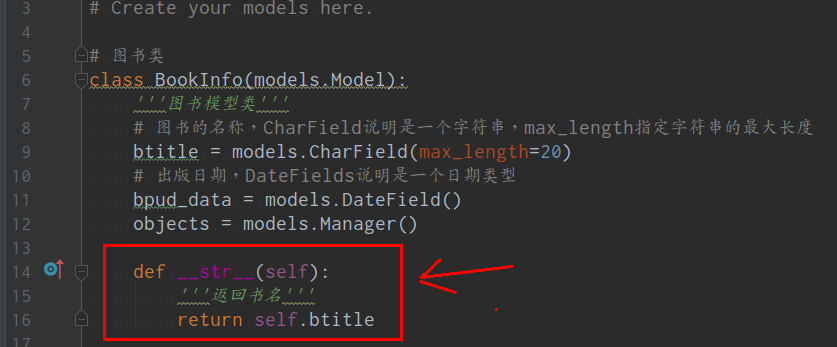 3 # Create your models here.
4
5 # 图书类
6 class BookInfo(models.Model):
7 '''图书模型类'''
8 # 图书的名称，CharField说明是一个字符串，max_length指定字符串的最大长度
9 btitle = models.CharField(max_length=20)
10 # 出版日期，DateFields说明是一个日期类型
11 bpud_data = models.DateField()
12 objects = models.Manager()
13
14 def __str__(self):
15 '''返回书名'''
16 return self.btitle
17